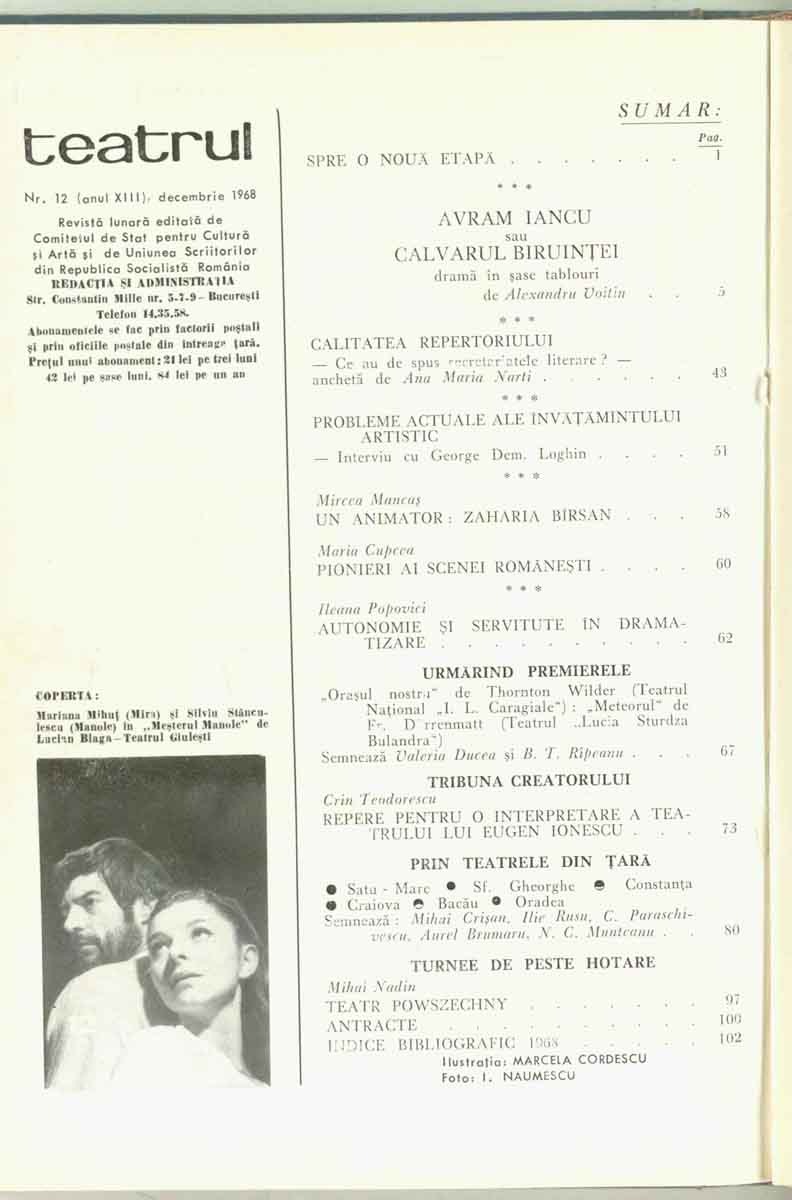 teatrul
Nr. 12 (anul XIII), decembrie 1968
Revistă lunară editată de
Comitetul de Stat pentru Cultură
și Artă și de Uniunea Scriitorilor
din Republica Socialistă România
REDACȚIA ȘI ADMINISTRAȚIA
Str. Constantin Mille nr. 5-7-9 – București
Telefon 14.35.58.
Abonamentele se fac prin factorii poștali
și prin oficiile poștale din întreaga țară.
Prețul unui abonament: 21 lei pe trei luni
42 lei pe șase luni, 84 lei pe un an
COPERTA:
Mariana Mihuț (Mira) și Silviu Stăncu-
lescu (Manole) în „Meșterul Manole" de
Lucian Blaga – Teatrul Giulești
SUMAR:
Pag.
SPRE O NOUĂ ETAPĂ . . . . . . . 1
* * *
AVRAM IANCU
sau
CALVARUL BIRUINȚEI
dramă în șase tablouri
de Alexandru Voitin . . 5
* * *
CALITATEA REPERTORIULUI
— Ce au de spus secretariatele literare? —
anchetă de Ana Maria Narti . . . . . . 43
* * *
PROBLEME ACTUALE ALE ÎNVĂȚĂMÎNTULUI
ARTISTIC
— Interviu cu George Dem. Loghin . . . . 51
* * *
Mircea Mancaș
UN ANIMATOR: ZAHARIA BÎRSAN . . . 58
Maria Cupcea
PIONIERI AI SCENEI ROMÂNEȘTI . . . . 60
* * *
Ileana Popovici
AUTONOMIE ȘI SERVITUTE ÎN DRAMA-
TIZARE . . . . . . . . . . 62
URMĂRIND PREMIERELE
„Orașul nostru" de Thornton Wilder (Teatrul
Național „I. L. Caragiale"); „Meteorul" de
Fr. Dürrenmatt (Teatrul „Lucia Sturdza
Bulandra")
Semnează Valeria Ducea și B. T. Rîpeanu . . . 67
TRIBUNA CREATORULUI
Crin Teodorescu
REPERE PENTRU O INTERPRETARE A TEA-
TRULUI LUI EUGEN IONESCU . . . 73
PRIN TEATRELE DIN ȚARĂ
● Satu-Mare ● Sf. Gheorghe ● Constanța
● Craiova ● Bacău ● Oradea
Semnează: Mihai Crișan, Ilie Rusu, C. Paraschi-
vescu, Aurel Brumaru, N. C. Munteanu . . 80
TURNEE DE PESTE HOTARE
Mihai Nadin
TEATR POWSZECHNY . . . . . . . 97
ANTRACTE . . . . . . . . . . 100
INDICE BIBLIOGRAFIC 1968 . . . . . 102
Ilustrația: MARCELA CORDESCU
Foto: I. NAUMESCU